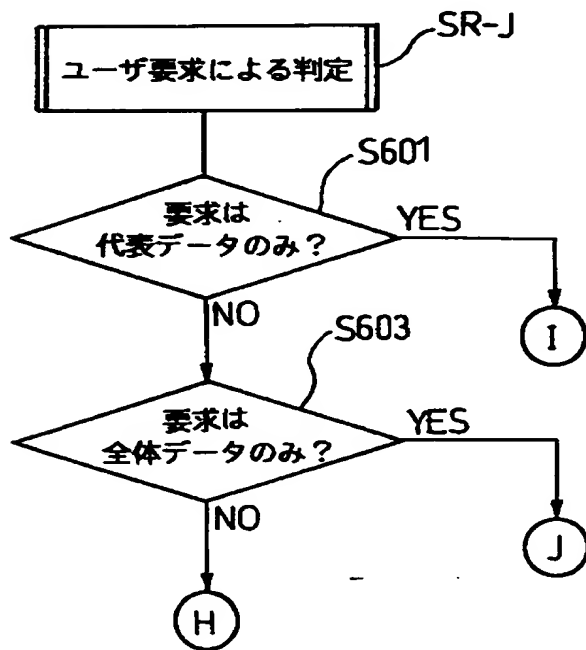 SR-J
ユーザ要求による判定
S601
要求は
代表データのみ？
YES
NO
I
S603
要求は
全体データのみ？
YES
NO
J
H